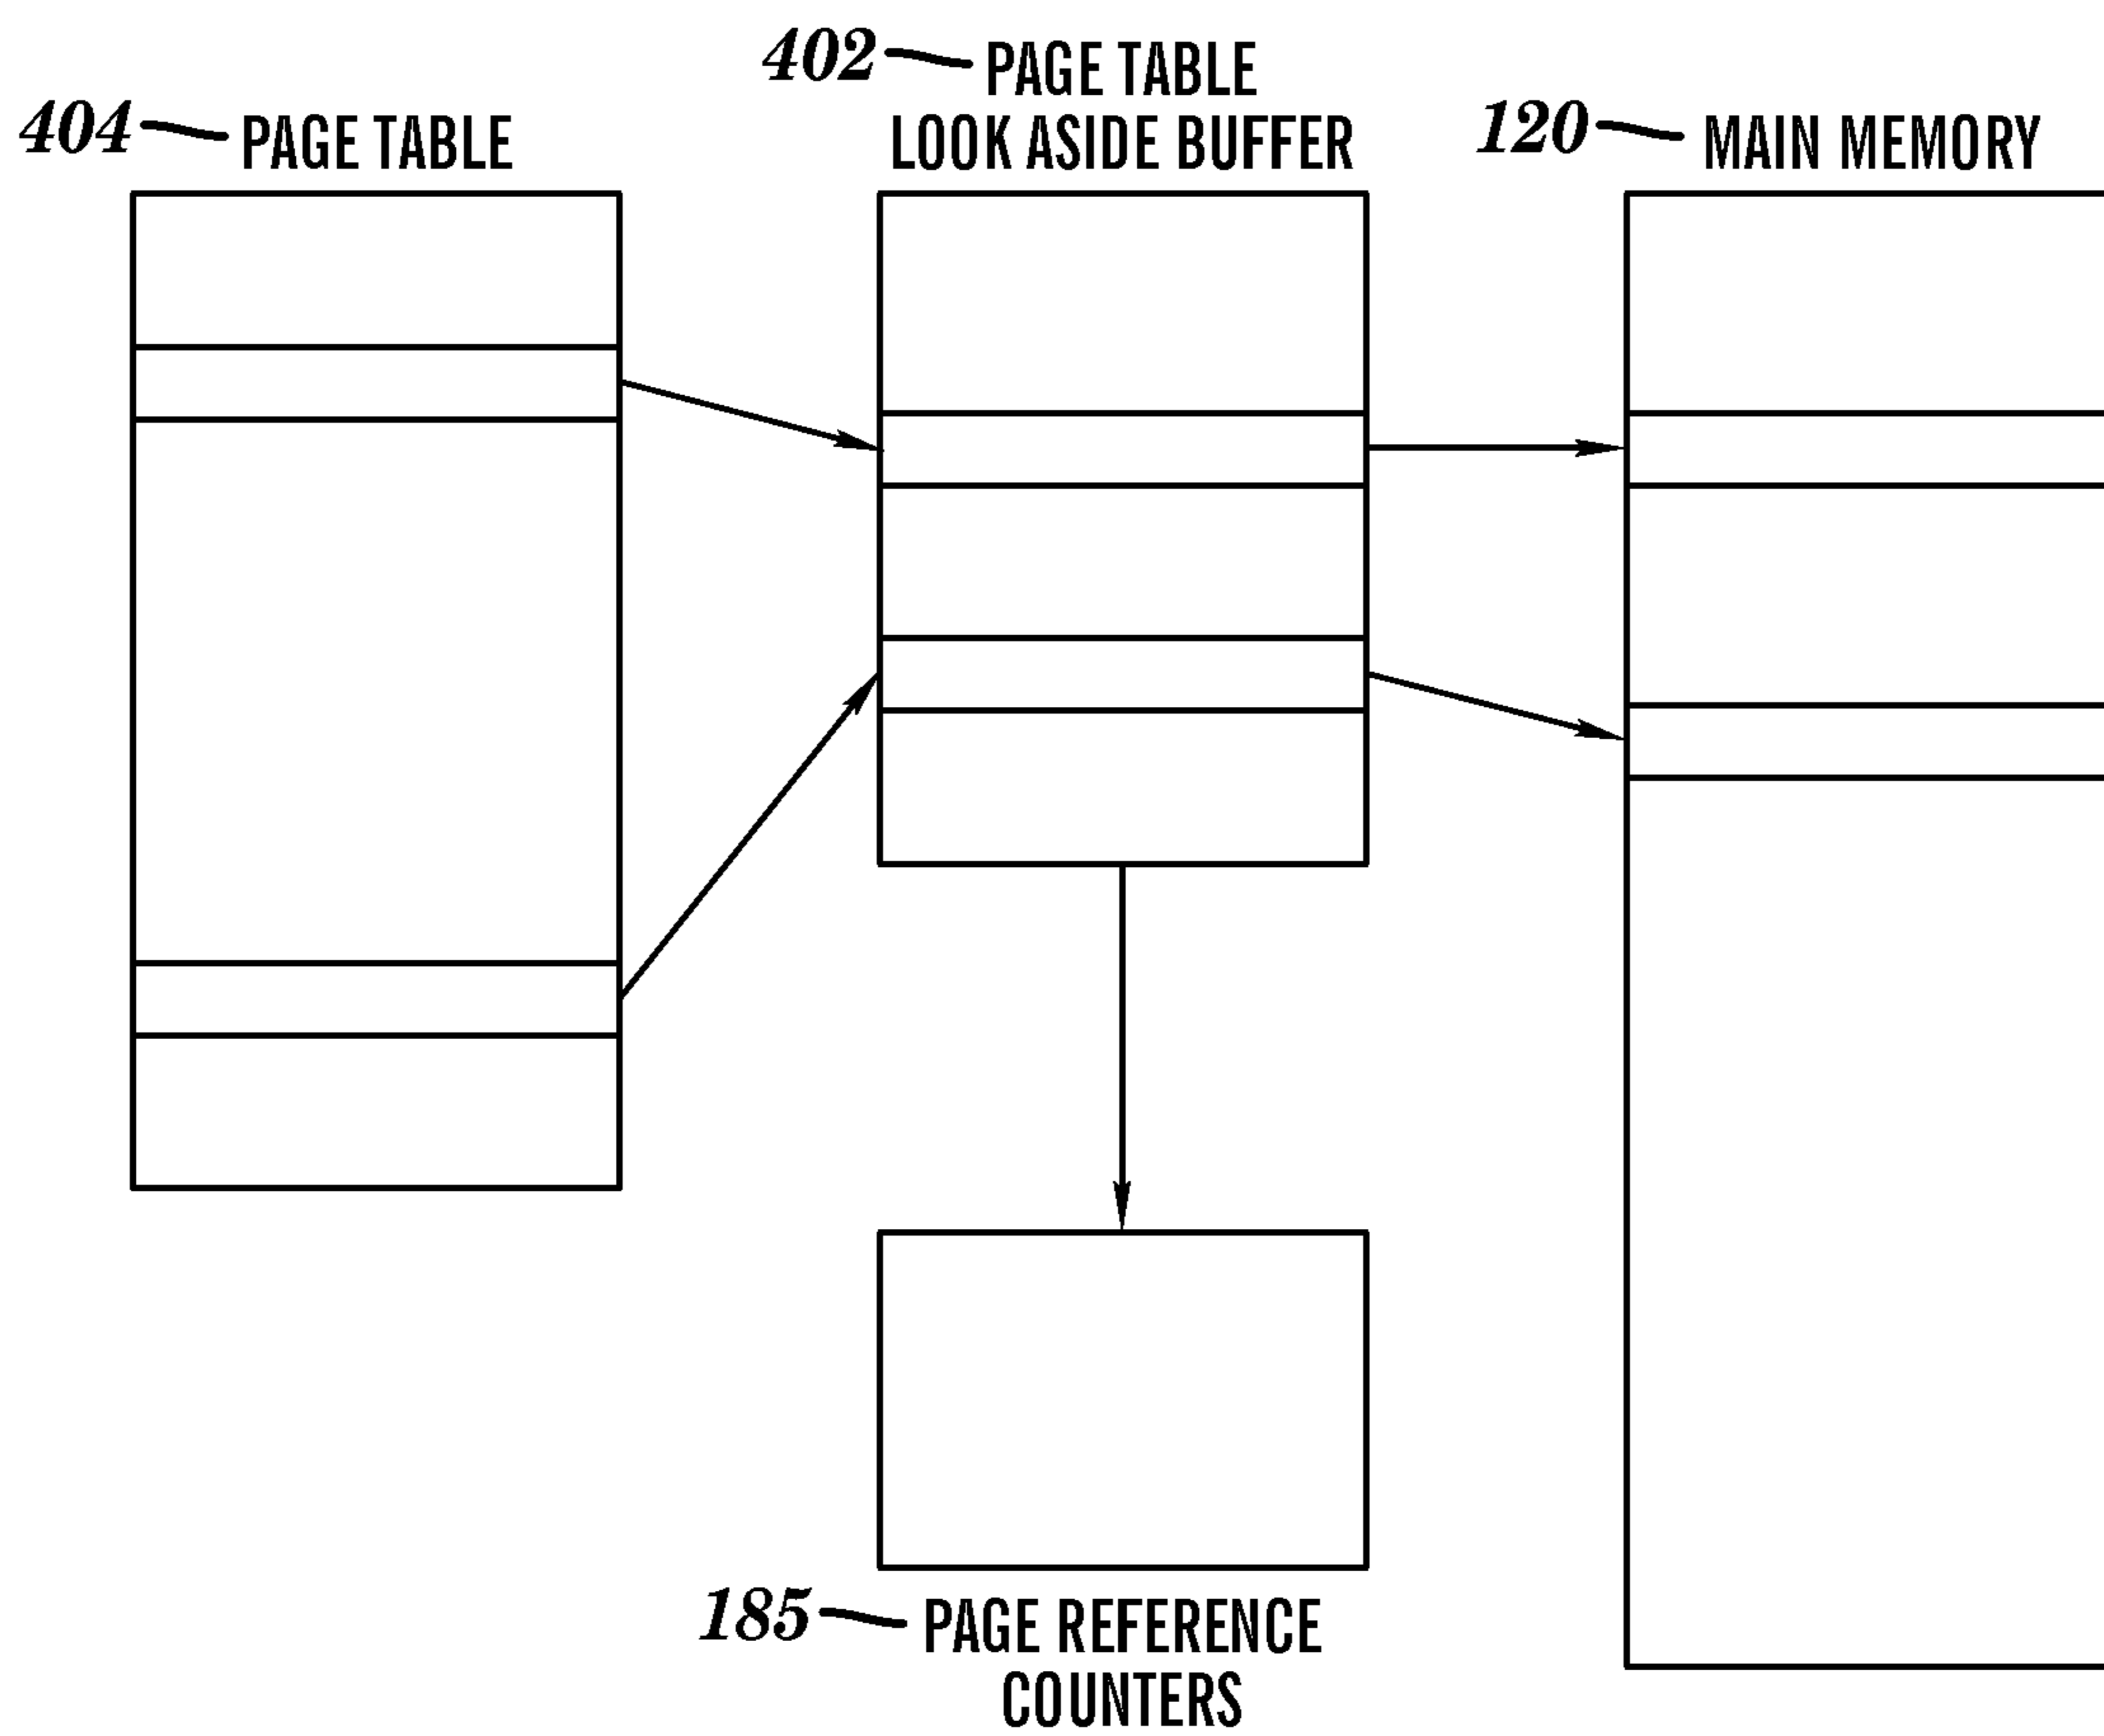 404 PAGE TABLE
402 PAGE TABLE
LOOK ASIDE BUFFER
120 MAIN MEMORY
185 PAGE REFERENCE
COUNTERS